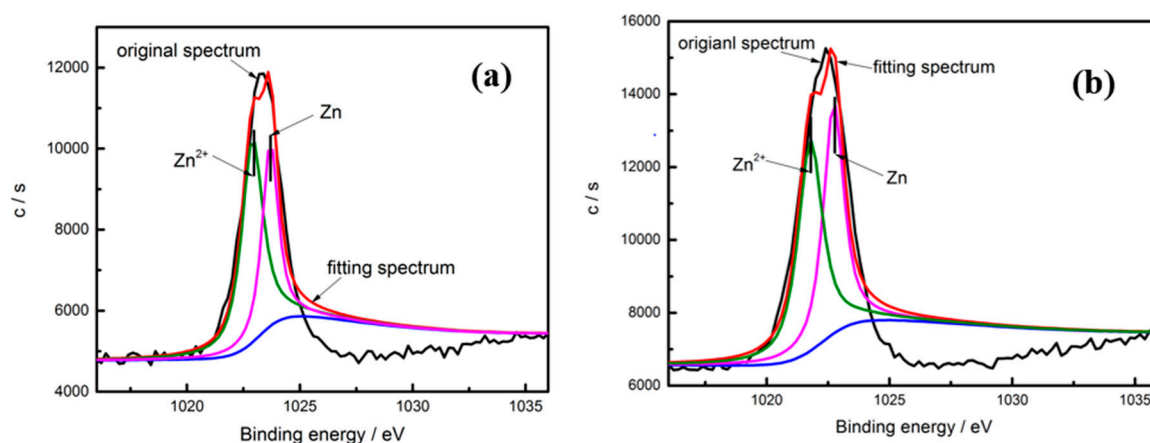 (a)
original spectrum
Zn
Zn²⁺
fitting spectrum
12000
10000
8000
6000
4000
c / s
1020 1025 1030 1035
Binding energy / eV
(b)
origianl spectrum
fitting spectrum
Zn²⁺
Zn
16000
14000
12000
10000
8000
6000
c / s
1020 1025 1030 1035
Binding energy / eV